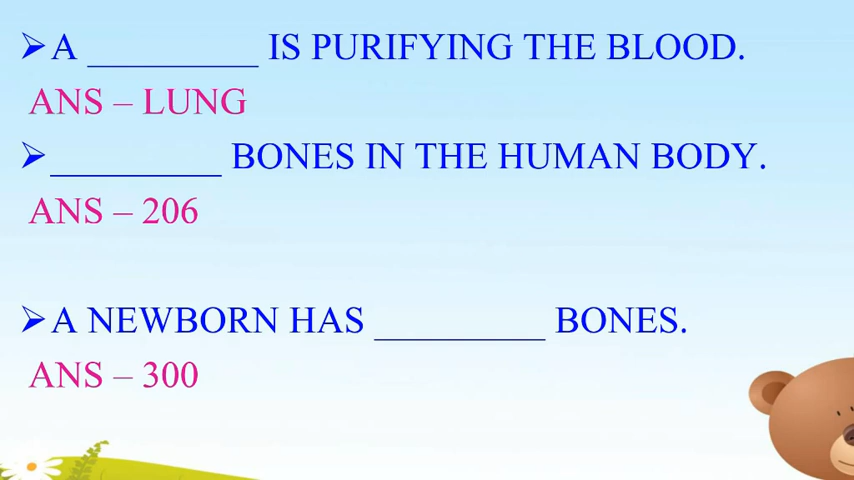 ➢A _________ IS PURIFYING THE BLOOD.
ANS – LUNG
➢_________ BONES IN THE HUMAN BODY.
ANS – 206
➢A NEWBORN HAS _________ BONES.
ANS – 300